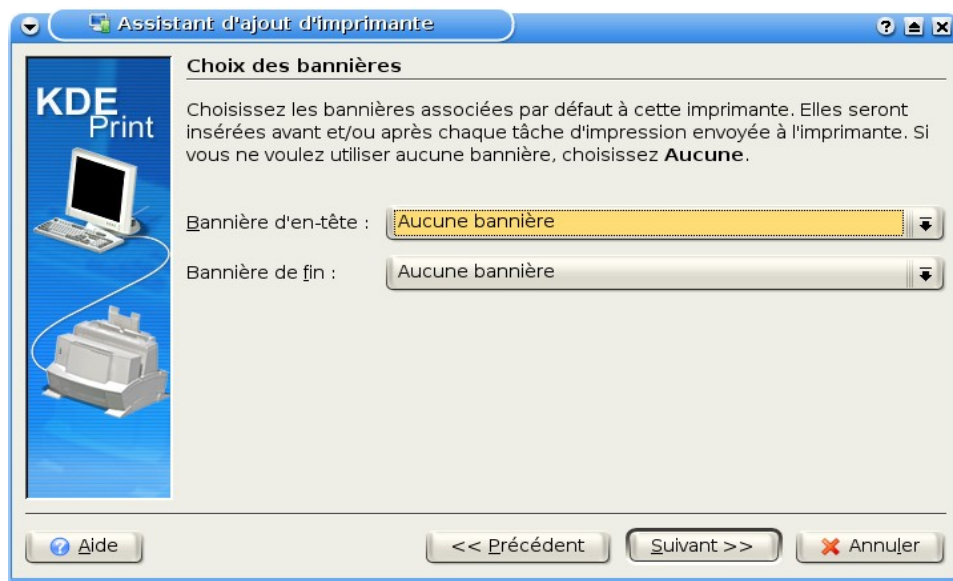 Assistant d'ajout d'imprimante
KDE
Print
Choix des bannières
Choisissez les bannières associées par défaut à cette imprimante. Elles seront
insérées avant et/ou après chaque tâche d'impression envoyée à l'imprimante. Si
vous ne voulez utiliser aucune bannière, choisissez Aucune.
Bannière d'en-tête : Aucune bannière
Bannière de fin : Aucune bannière
Aide << Précédent Suivant >> Annuler